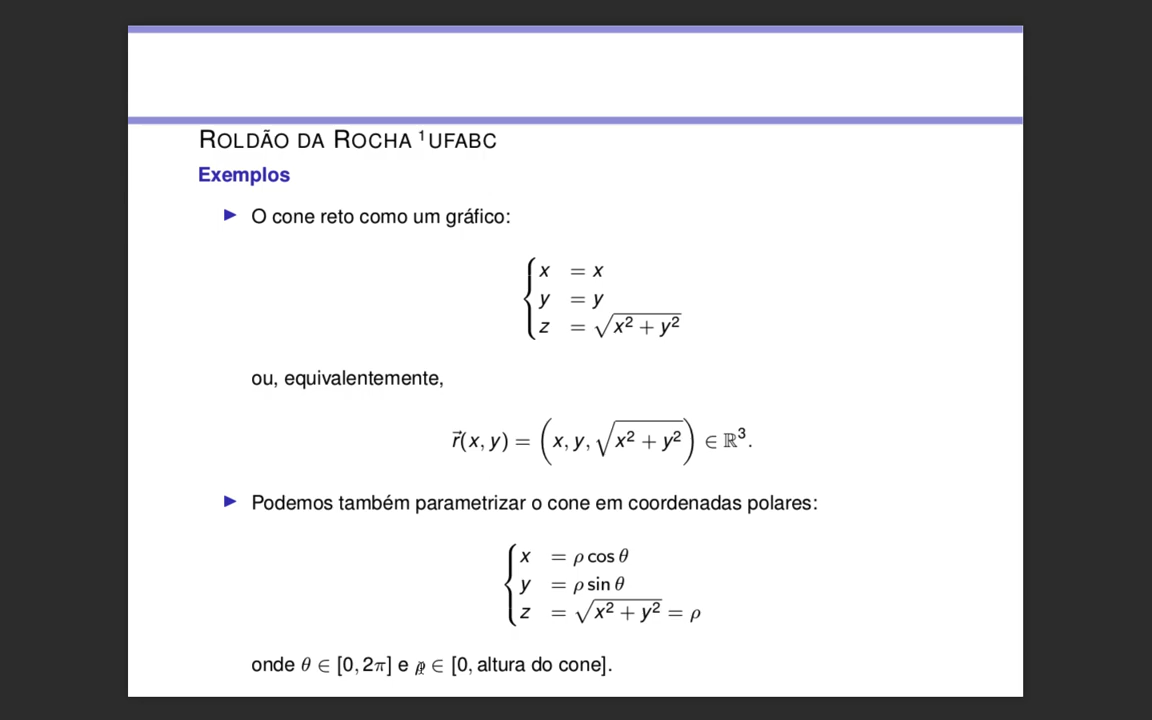 ROLDÃO DA ROCHA ¹UFABC
Exemplos
▶ O cone reto como um gráfico:
x = x
y = y
z = √(x² + y²)
ou, equivalentemente,
r⃗(x, y) = (x, y, √(x² + y²)) ∈ ℝ³.
▶ Podemos também parametrizar o cone em coordenadas polares:
x = ρ cos θ
y = ρ sin θ
z = √(x² + y²) = ρ
onde θ ∈ [0, 2π] e ∈ [0, altura do cone].